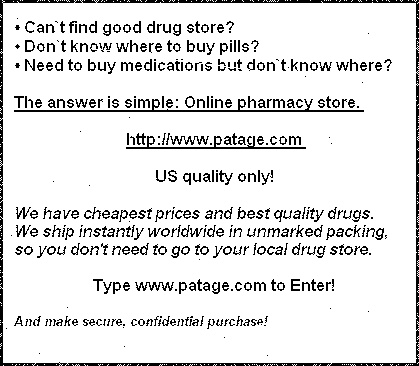 • Can`t find good drug store?
• Don`t know where to buy pills?
• Need to buy medications but don`t know where?
The answer is simple: Online pharmacy store.
http://www.patage.com
US quality only!
We have cheapest prices and best quality drugs.
We ship instantly worldwide in unmarked packing,
so you don't need to go to your local drug store.
Type www.patage.com to Enter!
And make secure, confidential purchase!